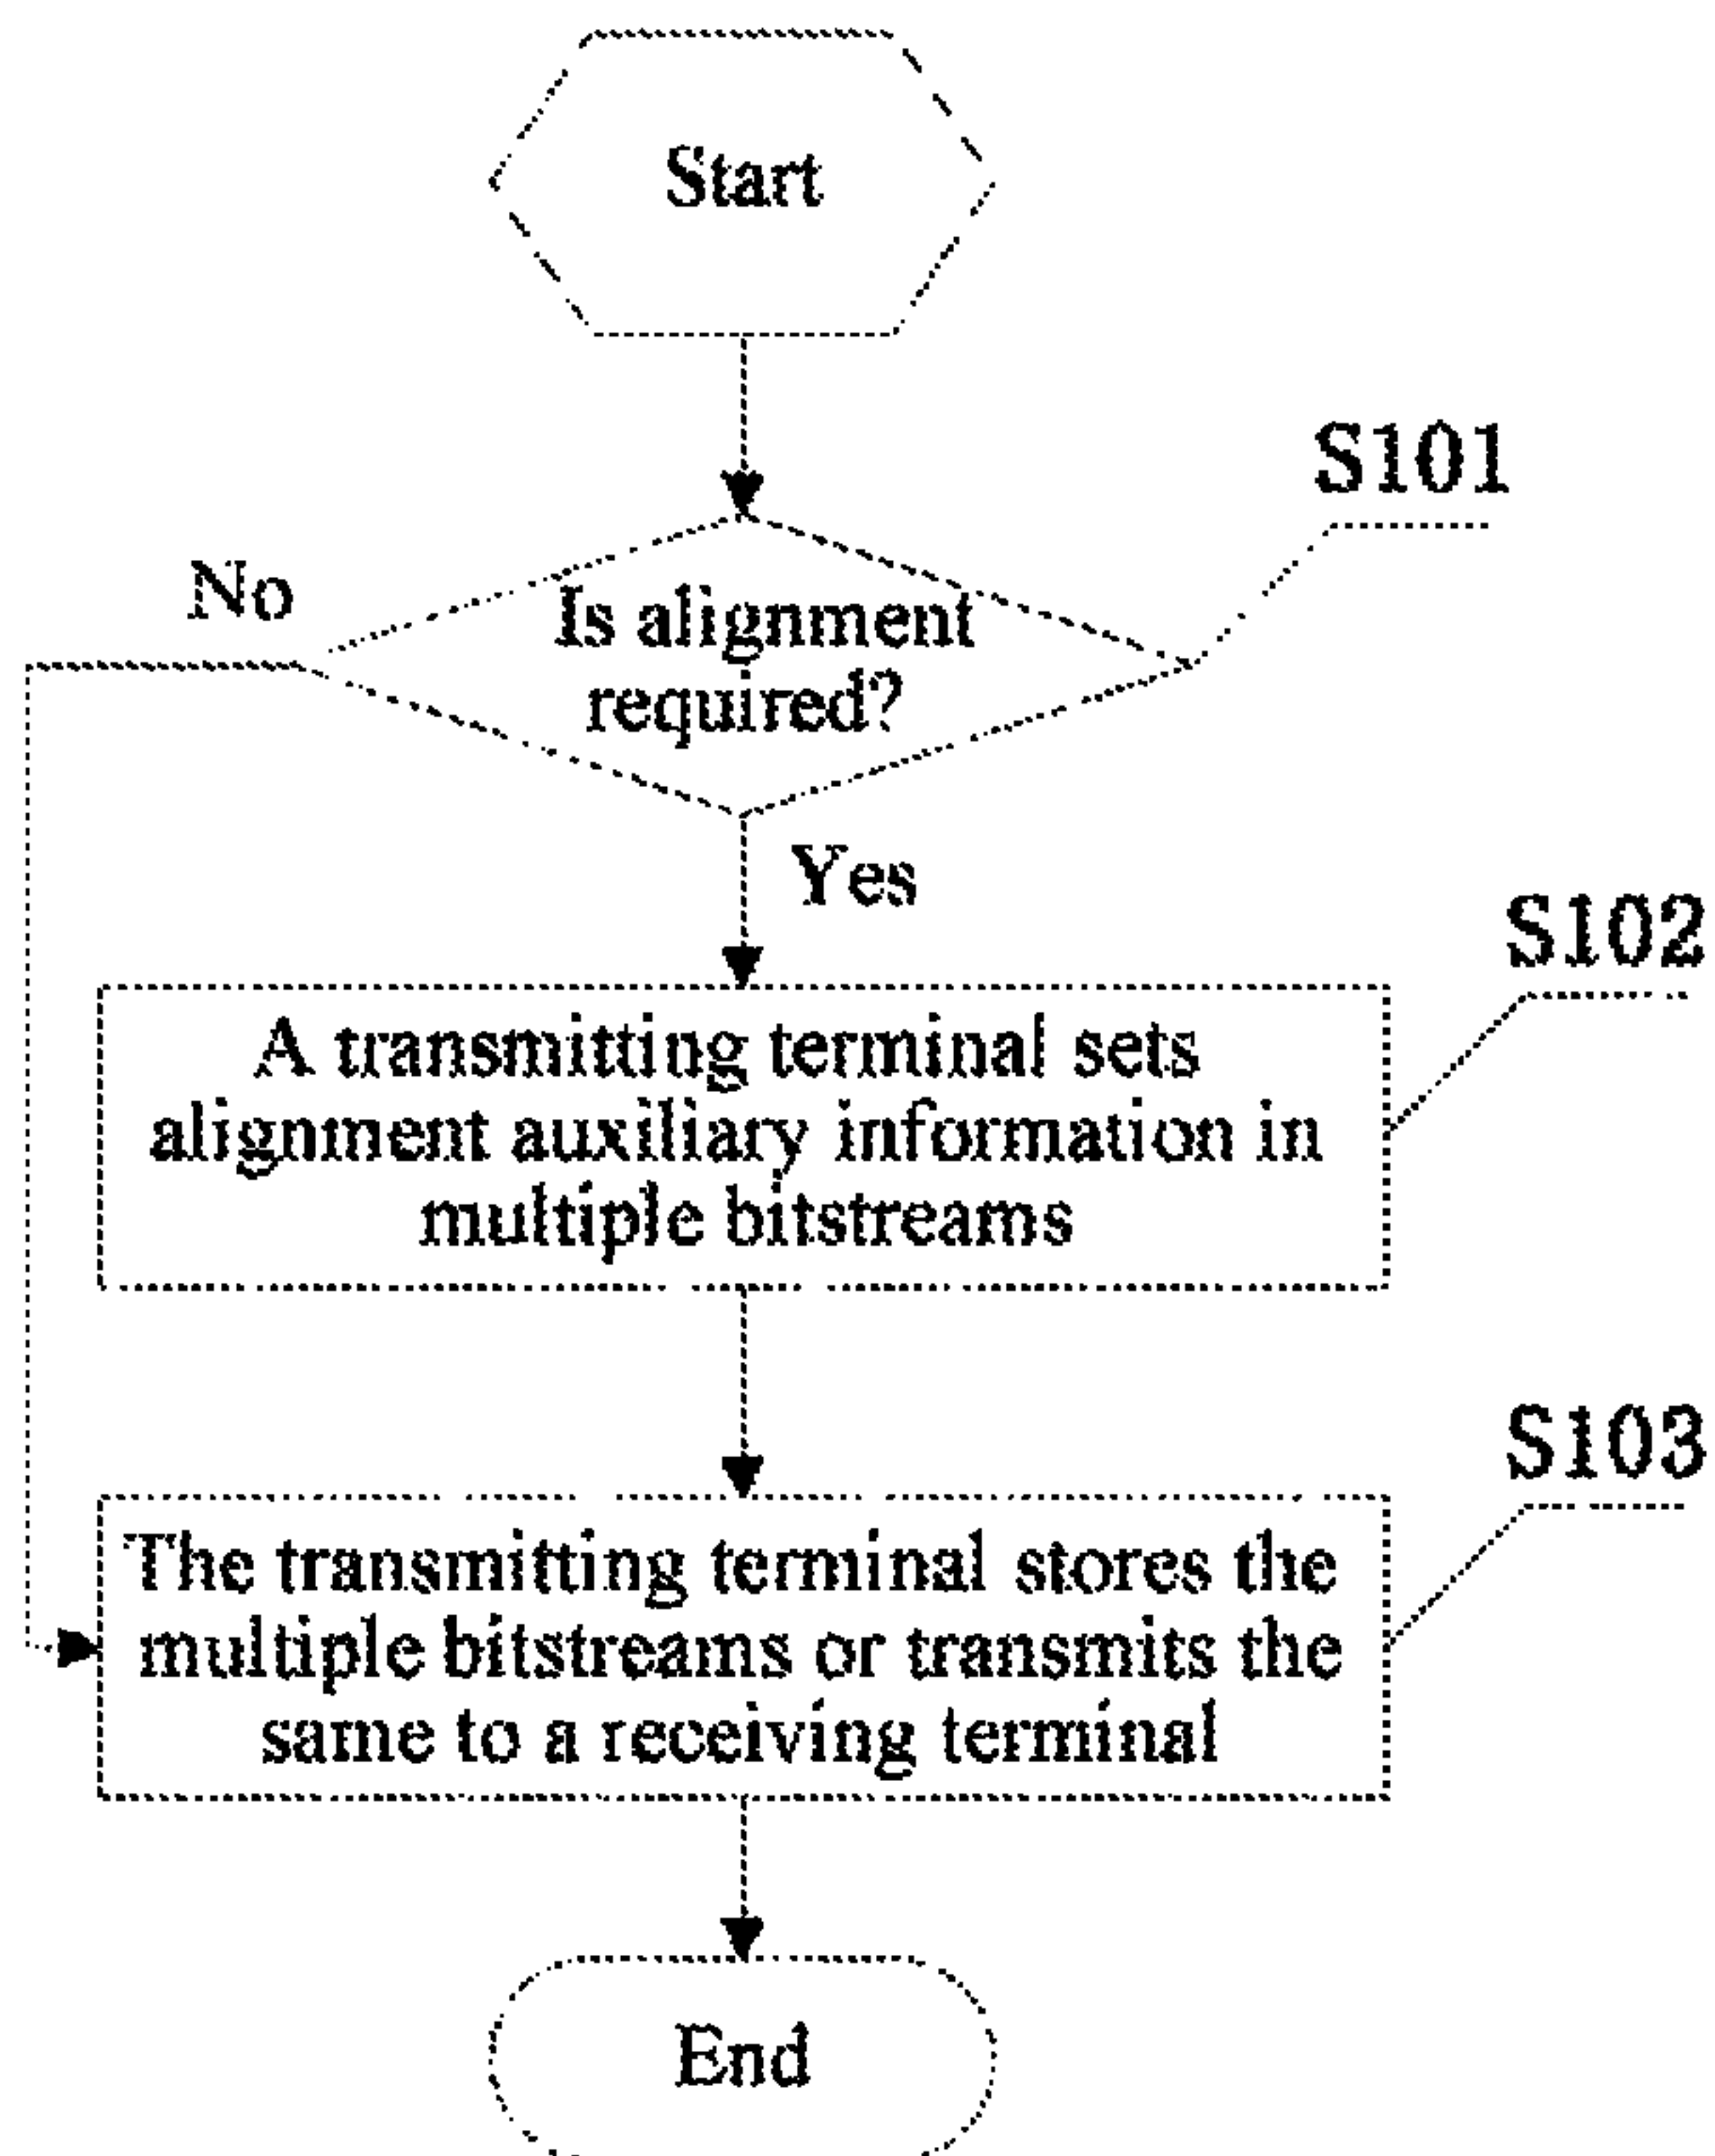 Start
S101
No
Is alignment
required?
Yes
S102
A transmitting terminal sets
alignment auxiliary information in
multiple bitstreams
S103
The transmitting terminal stores the
multiple bitstreams or transmits the
same to a receiving terminal
End